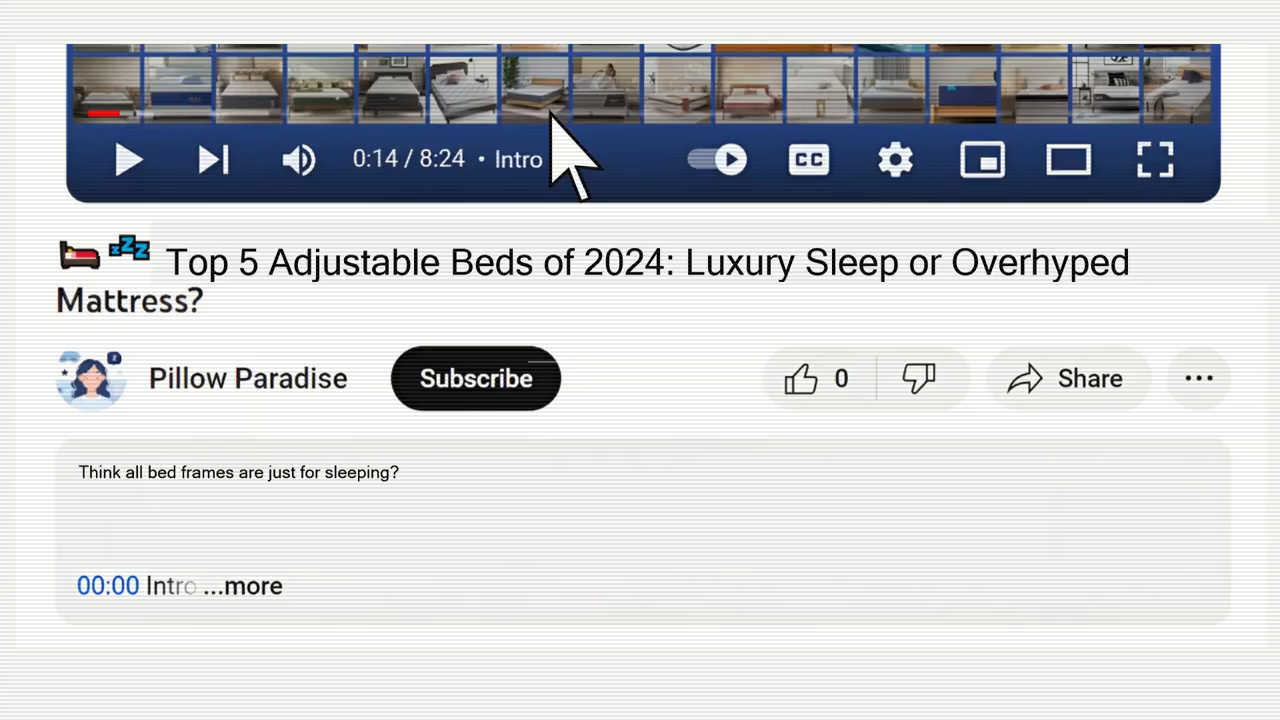 0:14 / 8:24 • Intro
CC
🛏️ 💤 Top 5 Adjustable Beds of 2024: Luxury Sleep or Overhyped
Mattress?
Pillow Paradise
Subscribe
0
Share
Think all bed frames are just for sleeping?
00:00 Intro ...more